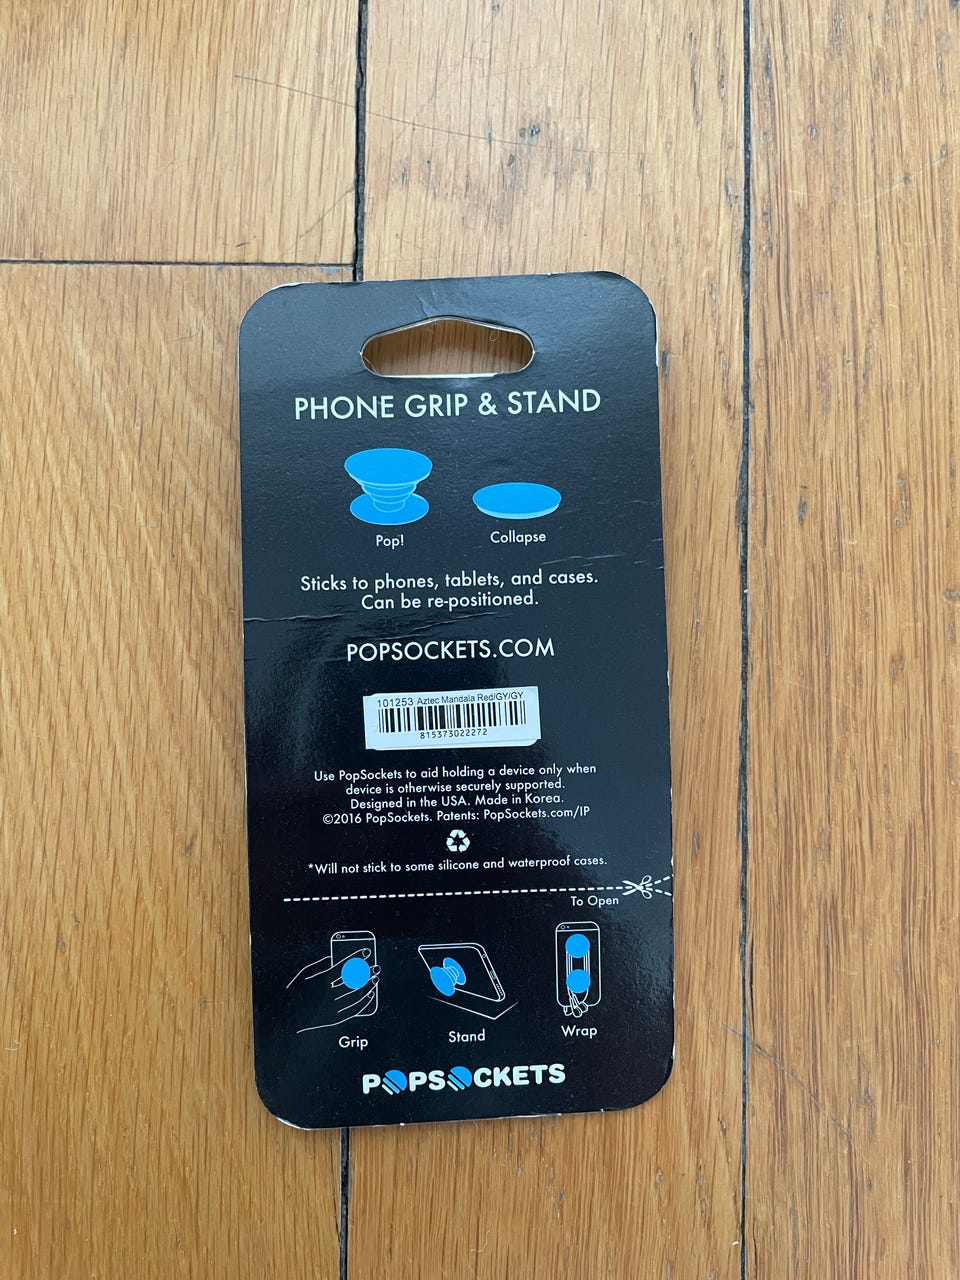 PHONE GRIP & STAND
Pop!
Collapse
Sticks to phones, tablets, and cases.
Can be re-positioned.
POPSOCKETS.COM
101253 Aztec Mandala Red/GY/GY
815373022272
Use PopSockets to aid holding a device only when
device is otherwise securely supported.
Designed in the USA. Made in Korea.
©2016 PopSockets. Patents: PopSockets.com/IP
*Will not stick to some silicone and waterproof cases.
To Open
Grip
Stand
Wrap
POPSOCKETS